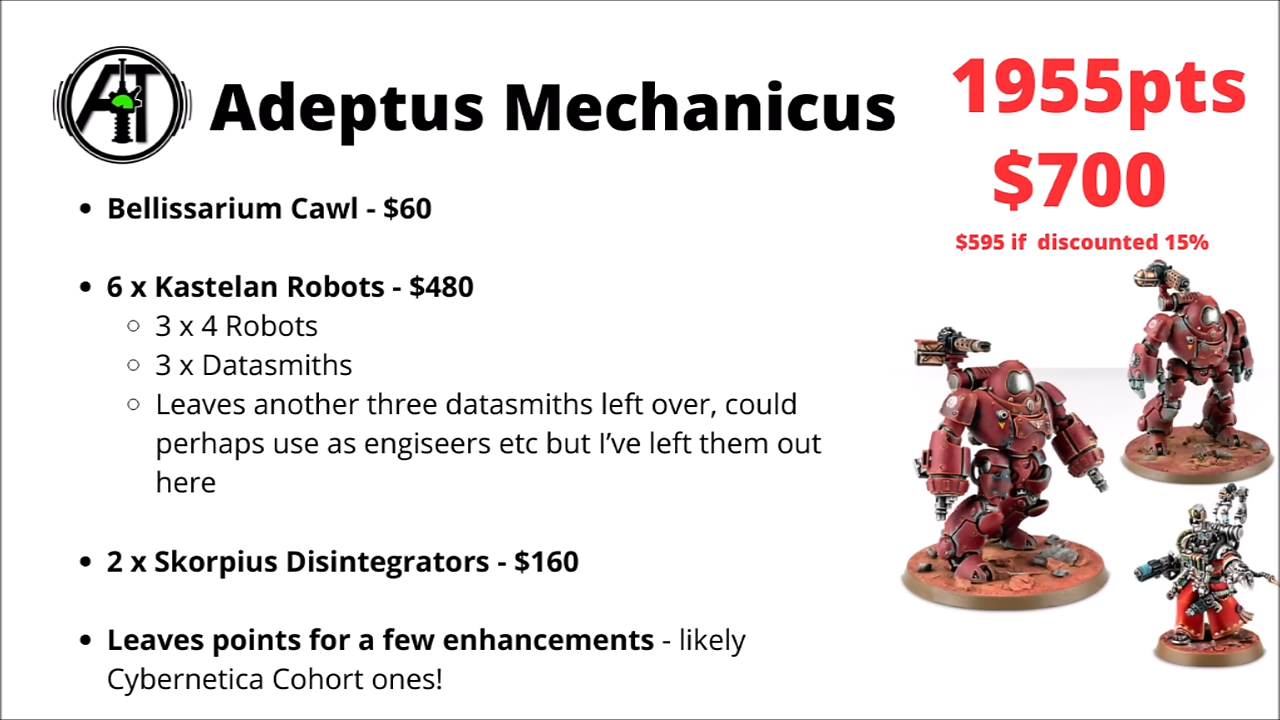 AT
Adeptus Mechanicus
1955pts
$700
$595 if discounted 15%
• Bellissarium Cawl - $60
• 6 x Kastelan Robots - $480
○ 3 x 4 Robots
○ 3 x Datasmiths
○ Leaves another three datasmiths left over, could
perhaps use as engiseers etc but I’ve left them out
here
• 2 x Skorpius Disintegrators - $160
• Leaves points for a few enhancements - likely
Cybernetica Cohort ones!